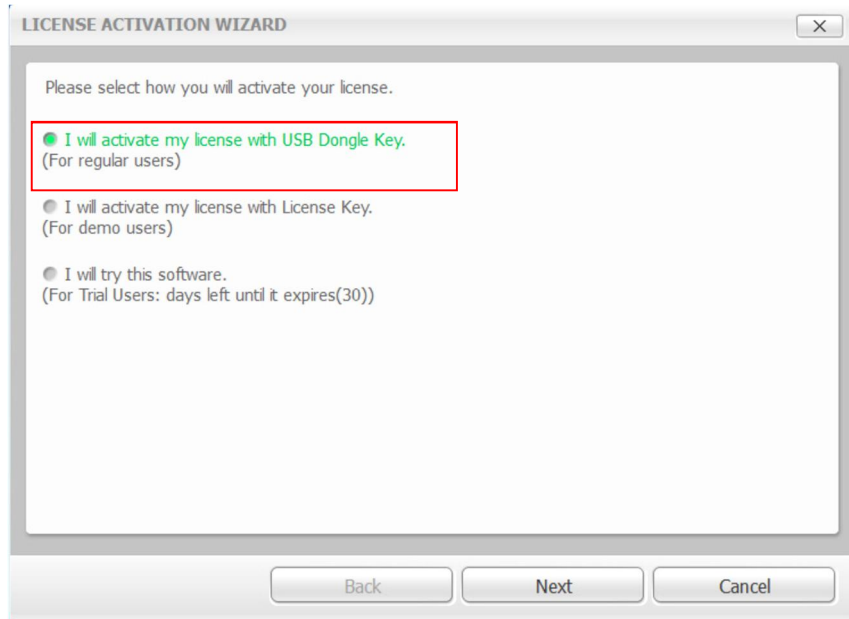 LICENSE ACTIVATION WIZARD
Please select how you will activate your license.
I will activate my license with USB Dongle Key.
(For regular users)
I will activate my license with License Key.
(For demo users)
I will try this software.
(For Trial Users: days left until it expires(30))
Back Next Cancel